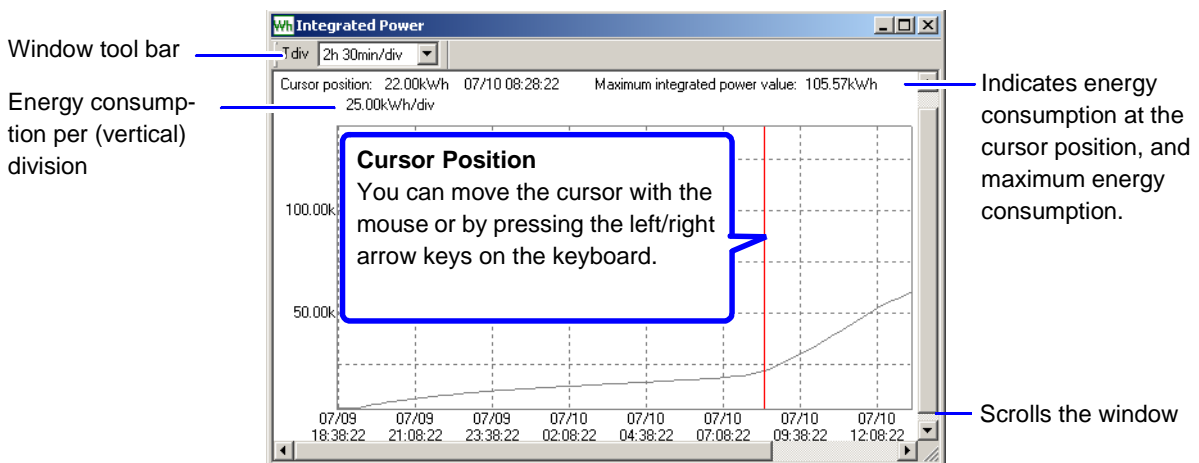 Integrated Power
T div 2h 30min/div
Cursor position: 22.00kWh 07/10 08:28:22 Maximum integrated power value: 105.57kWh
25.00kWh/div
Window tool bar
Energy consump-
tion per (vertical)
division
Cursor Position
You can move the cursor with the
mouse or by pressing the left/right
arrow keys on the keyboard.
Indicates energy
consumption at the
cursor position, and
maximum energy
consumption.
100.00k
50.00k
07/09 07/09 07/09 07/10 07/10 07/10 07/10 07/10
18:38:22 21:08:22 23:38:22 02:08:22 04:38:22 07:08:22 09:38:22 12:08:22
Scrolls the window